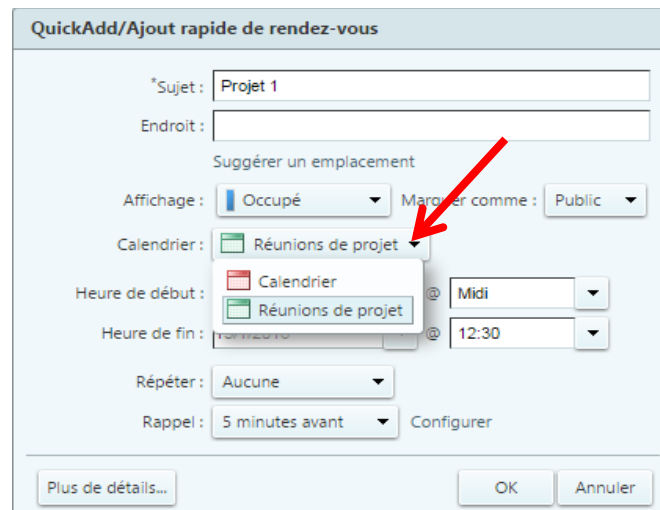 QuickAdd/Ajout rapide de rendez-vous
*Sujet : Projet 1
Endroit :
Suggérer un emplacement
Affichage : Occupé Marquer comme : Public
Calendrier : Réunions de projet
Calendrier
Heure de début : @ Midi
Réunions de projet
Heure de fin : @ 12:30
Répéter : Aucune
Rappel : 5 minutes avant Configurer
Plus de détails... OK Annuler